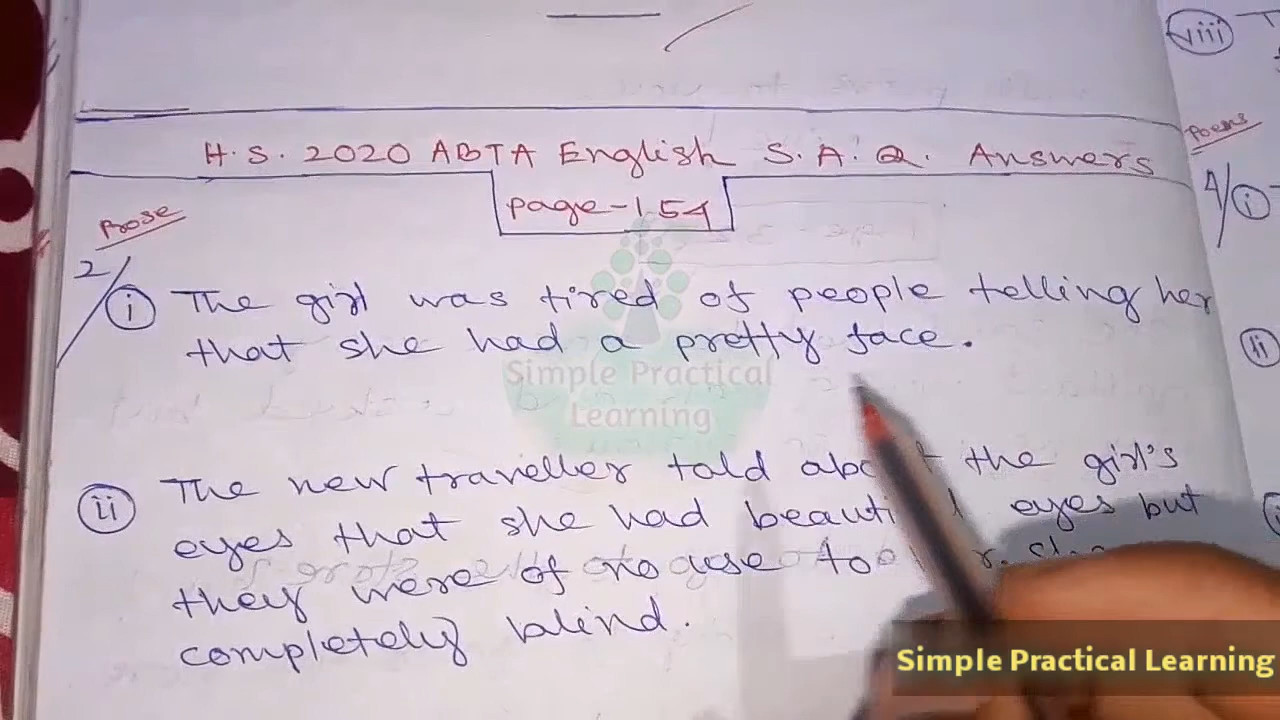 H.S. 2020 ABTA English S.A.Q. Answers
page-154
Prose
2/
i The girl was tired of people telling her
that she had a pretty face.
ii The new traveller told the girl's
eyes that she had eyes but
they were of no use to
completely blind.
viii
Poems
4/ i
ii
Simple Practical
Learning
Simple Practical Learning